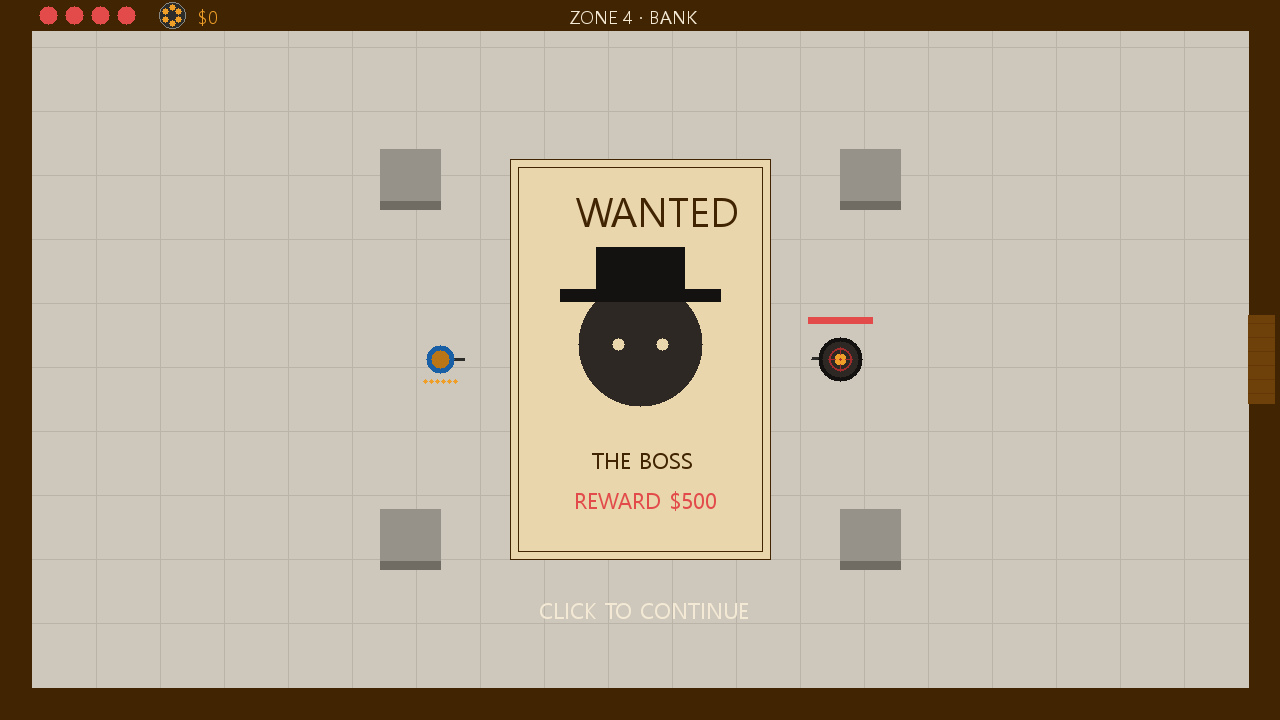 $0
ZONE 4 · BANK
WANTED
THE BOSS
REWARD $500
CLICK TO CONTINUE